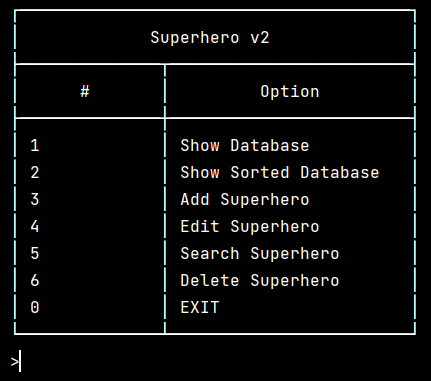 Superhero v2
# Option
1 Show Database
2 Show Sorted Database
3 Add Superhero
4 Edit Superhero
5 Search Superhero
6 Delete Superhero
0 EXIT
>